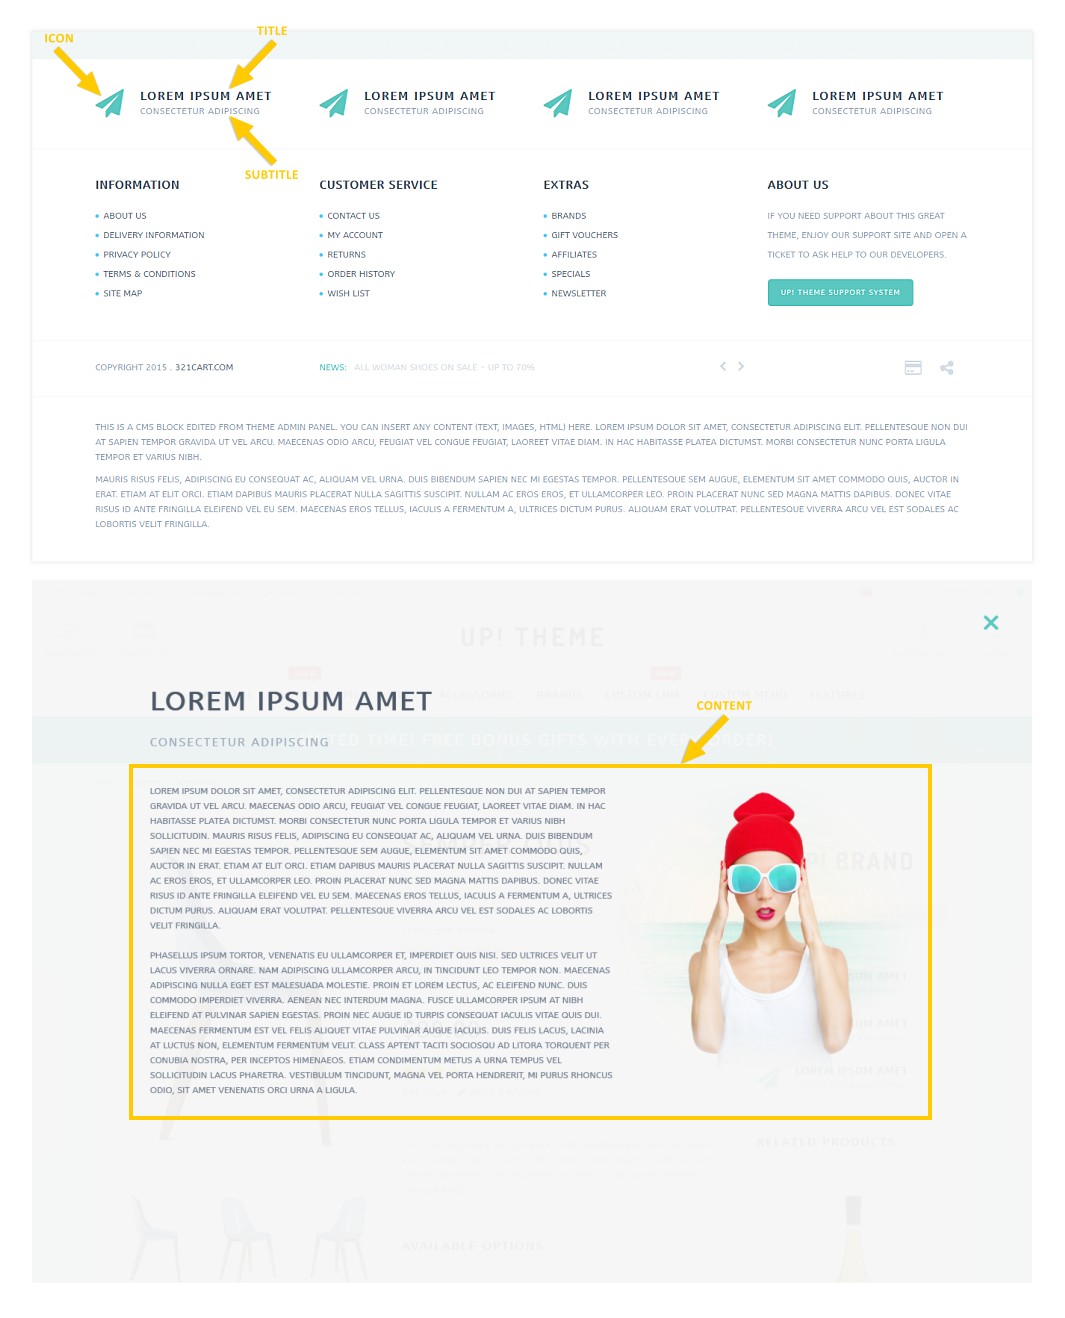 ICON
TITLE
LOREM IPSUM AMET
CONSECTETUR ADIPISCING
LOREM IPSUM AMET
CONSECTETUR ADIPISCING
LOREM IPSUM AMET
CONSECTETUR ADIPISCING
LOREM IPSUM AMET
CONSECTETUR ADIPISCING
SUBTITLE
INFORMATION
ABOUT US
DELIVERY INFORMATION
PRIVACY POLICY
TERMS & CONDITIONS
SITE MAP
CUSTOMER SERVICE
CONTACT US
MY ACCOUNT
RETURNS
ORDER HISTORY
WISH LIST
EXTRAS
BRANDS
GIFT VOUCHERS
AFFILIATES
SPECIALS
NEWSLETTER
ABOUT US
IF YOU NEED SUPPORT ABOUT THIS GREAT
THEME, ENJOY OUR SUPPORT SITE AND OPEN A
TICKET TO ASK HELP TO OUR DEVELOPERS.
UP! THEME SUPPORT SYSTEM
COPYRIGHT 2015 . 321CART.COM
NEWS: ALL WOMAN SHOES ON SALE - UP TO 70%
THIS IS A CMS BLOCK EDITED FROM THEME ADMIN PANEL. YOU CAN INSERT ANY CONTENT (TEXT, IMAGES, HTML) HERE. LOREM IPSUM DOLOR SIT AMET, CONSECTETUR ADIPISCING ELIT. PELLENTESQUE NON DUI
AT SAPIEN TEMPOR GRAVIDA UT VEL ARCU. MAECENAS ODIO ARCU, FEUGIAT VEL CONGUE FEUGIAT, LAOREET VITAE DIAM. IN HAC HABITASSE PLATEA DICTUMST. MORBI CONSECTETUR NUNC PORTA LIGULA
TEMPOR ET VARIUS NIBH.
MAURIS RISUS FELIS, ADIPISCING EU CONSEQUAT AC, ALIQUAM VEL URNA. DUIS BIBENDUM SAPIEN NEC MI EGESTAS TEMPOR. PELLENTESQUE SEM AUGUE, ELEMENTUM SIT AMET COMMODO QUIS, AUCTOR IN
ERAT. ETIAM AT ELIT ORCI. ETIAM DAPIBUS MAURIS PLACERAT NULLA SAGITTIS SUSCIPIT. NULLAM AC EROS EROS, ET ULLAMCORPER LEO. PROIN PLACERAT NUNC SED MAGNA MATTIS DAPIBUS. DONEC VITAE
RISUS ID ANTE FRINGILLA ELEIFEND VEL EU SEM. MAECENAS EROS TELLUS, IACULIS A FERMENTUM A, ULTRICES DICTUM PURUS. ALIQUAM ERAT VOLUTPAT. PELLENTESQUE VIVERRA ARCU VEL EST SODALES AC
LOBORTIS VELIT FRINGILLA.
UP! THEME
ACCESSORIES BRANDS CUSTOM LINK CUSTOM MENU FEATURES
LOREM IPSUM AMET
CONTENT
CONSECTETUR ADIPISCING
TIME! FREE BONUS GIFTS WITH EVERY ORDER!
LOREM IPSUM DOLOR SIT AMET, CONSECTETUR ADIPISCING ELIT. PELLENTESQUE NON DUI AT SAPIEN TEMPOR
GRAVIDA UT VEL ARCU. MAECENAS ODIO ARCU, FEUGIAT VEL CONGUE FEUGIAT, LAOREET VITAE DIAM. IN HAC
HABITASSE PLATEA DICTUMST. MORBI CONSECTETUR NUNC PORTA LIGULA TEMPOR ET VARIUS NIBH
SOLLICITUDIN. MAURIS RISUS FELIS, ADIPISCING EU CONSEQUAT AC, ALIQUAM VEL URNA. DUIS BIBENDUM
SAPIEN NEC MI EGESTAS TEMPOR. PELLENTESQUE SEM AUGUE, ELEMENTUM SIT AMET COMMODO QUIS,
AUCTOR IN ERAT. ETIAM AT ELIT ORCI. ETIAM DAPIBUS MAURIS PLACERAT NULLA SAGITTIS SUSCIPIT. NULLAM
AC EROS EROS, ET ULLAMCORPER LEO. PROIN PLACERAT NUNC SED MAGNA MATTIS DAPIBUS. DONEC VITAE
RISUS ID ANTE FRINGILLA ELEIFEND VEL EU SEM. MAECENAS EROS TELLUS, IACULIS A FERMENTUM A, ULTRICES
DICTUM PURUS. ALIQUAM ERAT VOLUTPAT. PELLENTESQUE VIVERRA ARCU VEL EST SODALES AC LOBORTIS
VELIT FRINGILLA.
PHASELLUS IPSUM TORTOR, VENENATIS EU ULLAMCORPER ET, IMPERDIET QUIS NISI. SED ULTRICES VELIT UT
LACUS VIVERRA ORNARE. NAM ADIPISCING ULLAMCORPER ARCU, IN TINCIDUNT LEO TEMPOR NON. MAECENAS
ADIPISCING NULLA EGET EST MALESUADA MOLESTIE. PROIN ET LOREM LECTUS, AC ELEIFEND NUNC. DUIS
COMMODO IMPERDIET VIVERRA. AENEAN NEC INTERDUM MAGNA. FUSCE ULLAMCORPER IPSUM AT NIBH
ELEIFEND AT PULVINAR SAPIEN EGESTAS. PROIN NEC AUGUE ID TURPIS CONSEQUAT IACULIS VITAE QUIS DUI.
MAECENAS FERMENTUM EST VEL FELIS ALIQUET VITAE PULVINAR AUGUE IACULIS. DUIS FELIS LACUS, LACINIA
AT LUCTUS NON, ELEMENTUM FERMENTUM VELIT. CLASS APTENT TACITI SOCIOSQU AD LITORA TORQUENT PER
CONUBIA NOSTRA, PER INCEPTOS HIMENAEOS. ETIAM CONDIMENTUM METUS A URNA TEMPUS VEL
SOLLICITUDIN LACUS PHARETRA. VESTIBULUM TINCIDUNT, MAGNA VEL PORTA HENDRERIT, MI PURUS RHONCUS
ODIO, SIT AMET VENENATIS ORCI URNA A LIGULA.
BRAND
LOREM IPSUM AMET
RELATED PRODUCTS
AVAILABLE OPTIONS